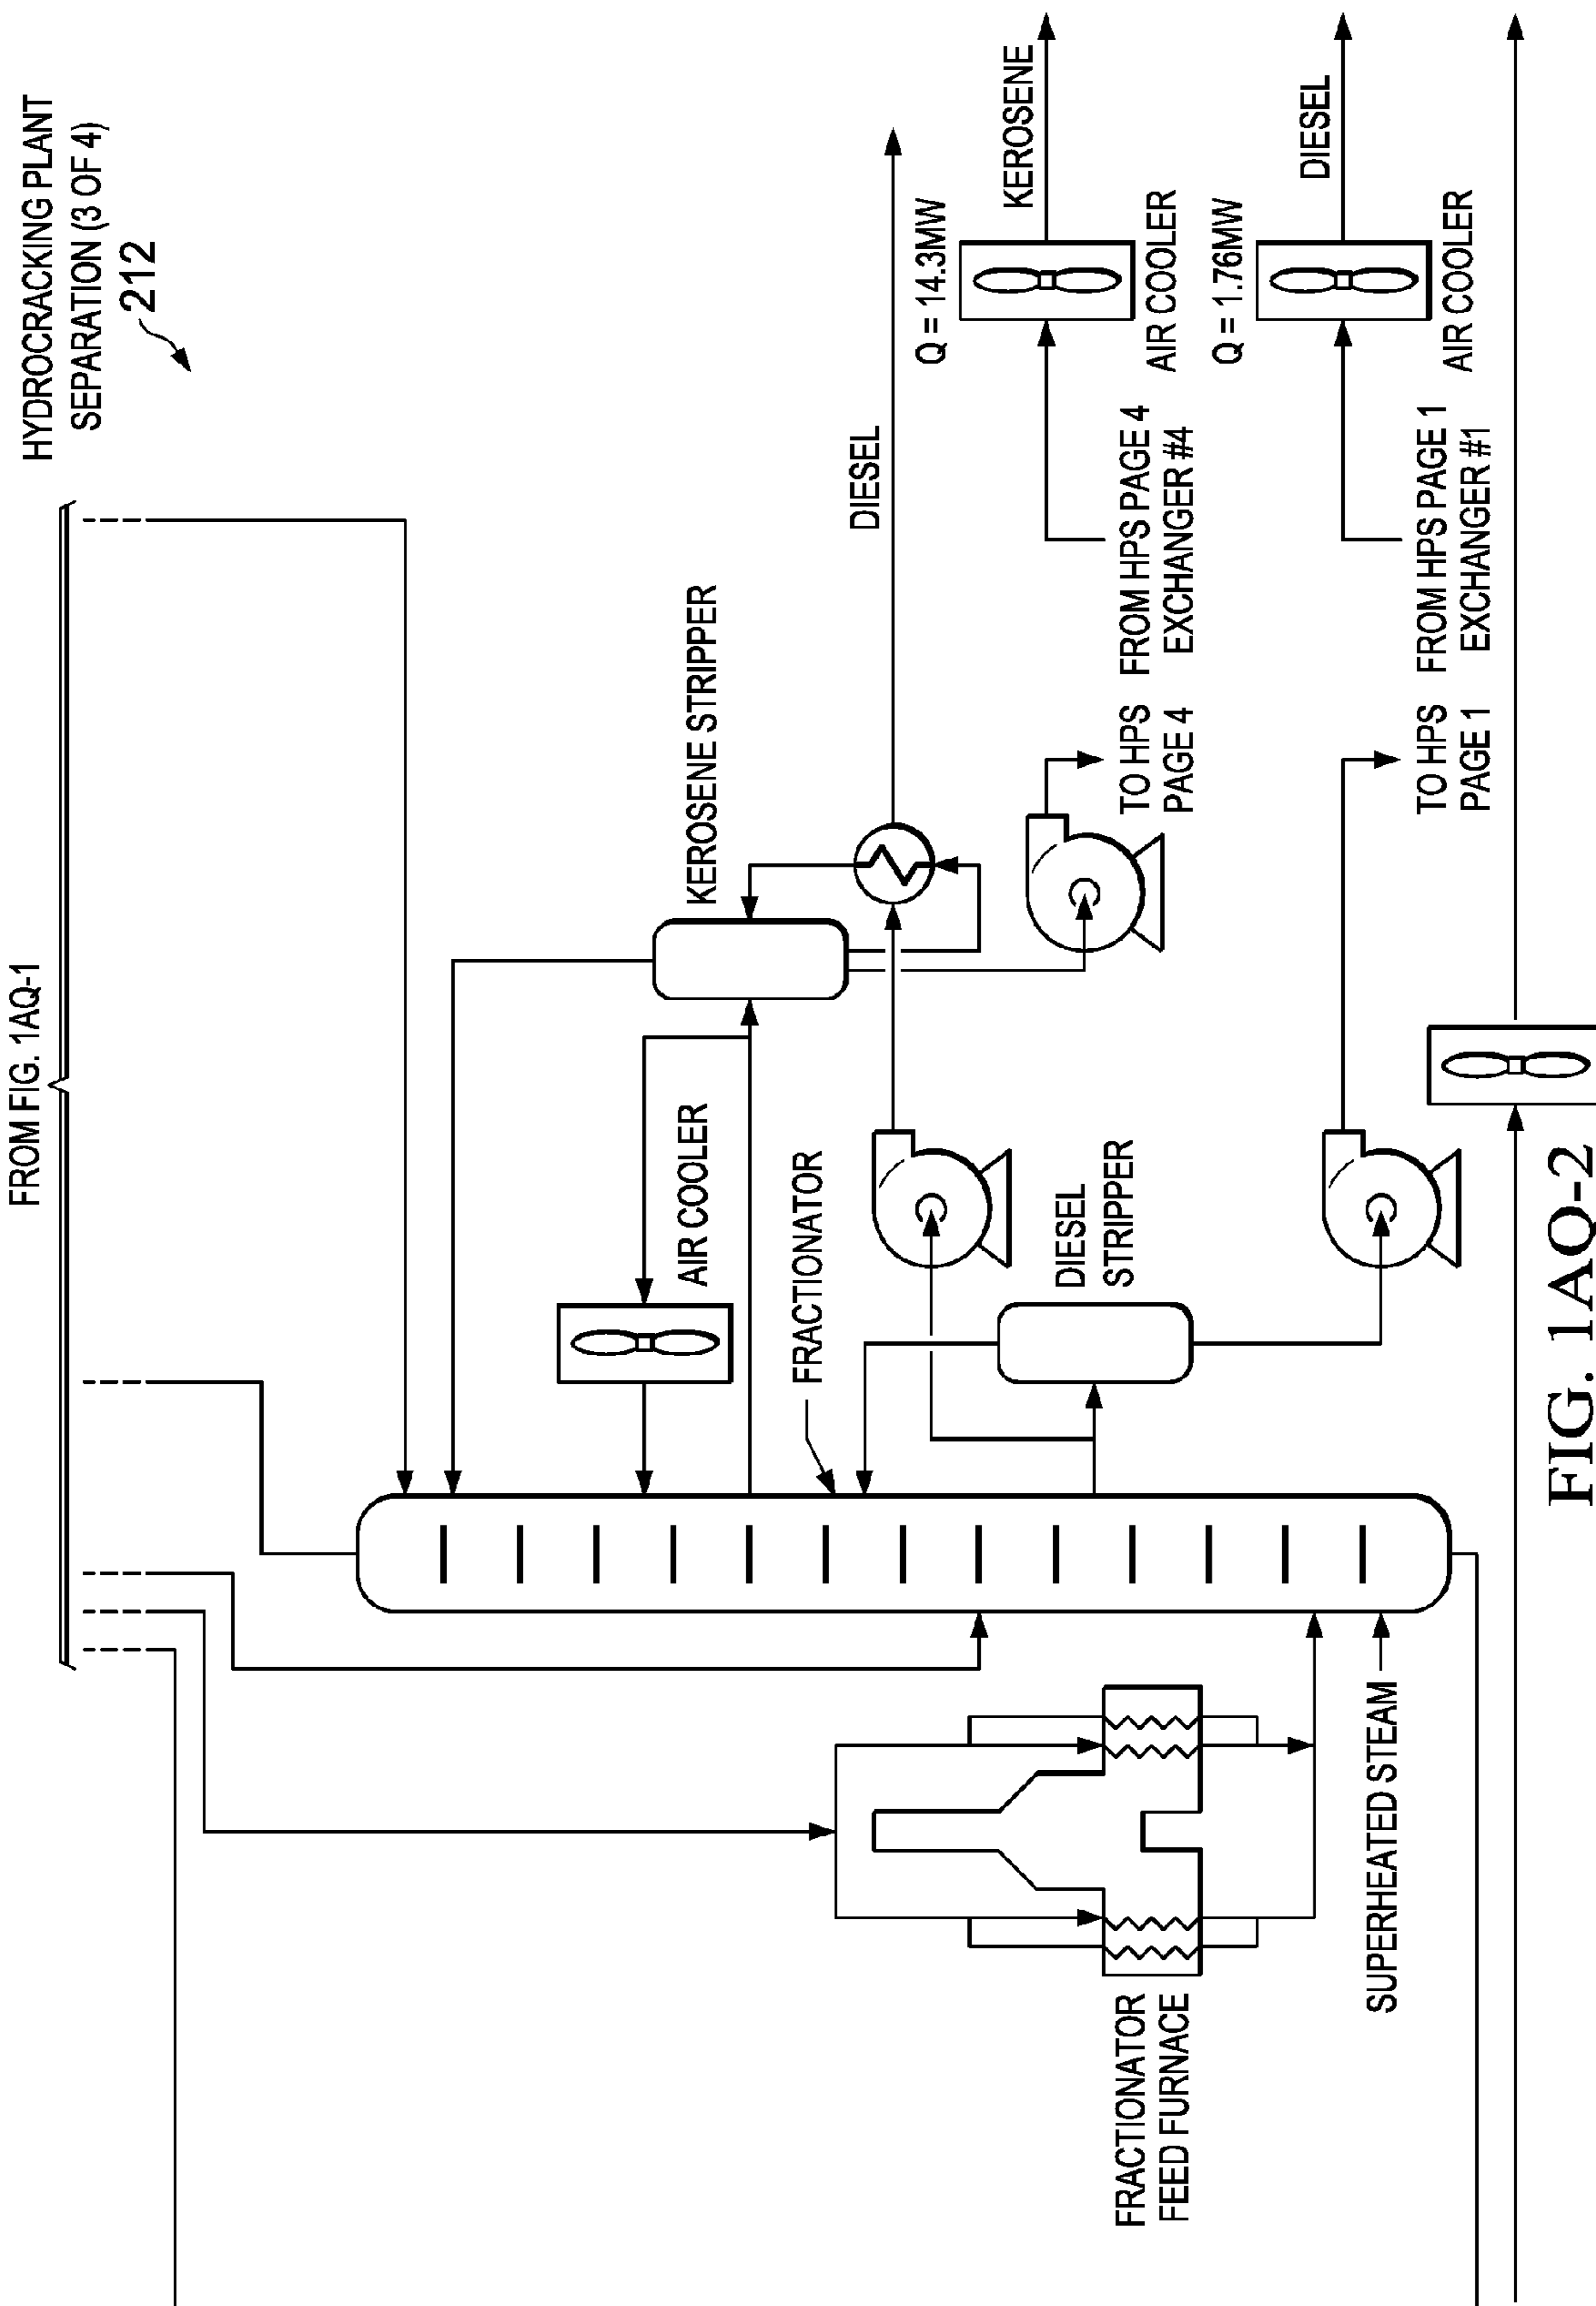 HYDROCRACKING PLANT
SEPARATION (3 OF 4)
212
FROM FIG. 1AQ-1
KEROSENE STRIPPER
AIR COOLER
FRACTIONATOR
DIESEL
Q = 14.3MW
KEROSENE
AIR COOLER
TO HPS
PAGE 4
FROM HPS PAGE 4
EXCHANGER #4
DIESEL
STRIPPER
Q = 1.76MW
DIESEL
AIR COOLER
TO HPS
PAGE 1
FROM HPS PAGE 1
EXCHANGER #1
FRACTIONATOR
FEED FURNACE
SUPERHEATED STEAM
FIG. 1AQ-2